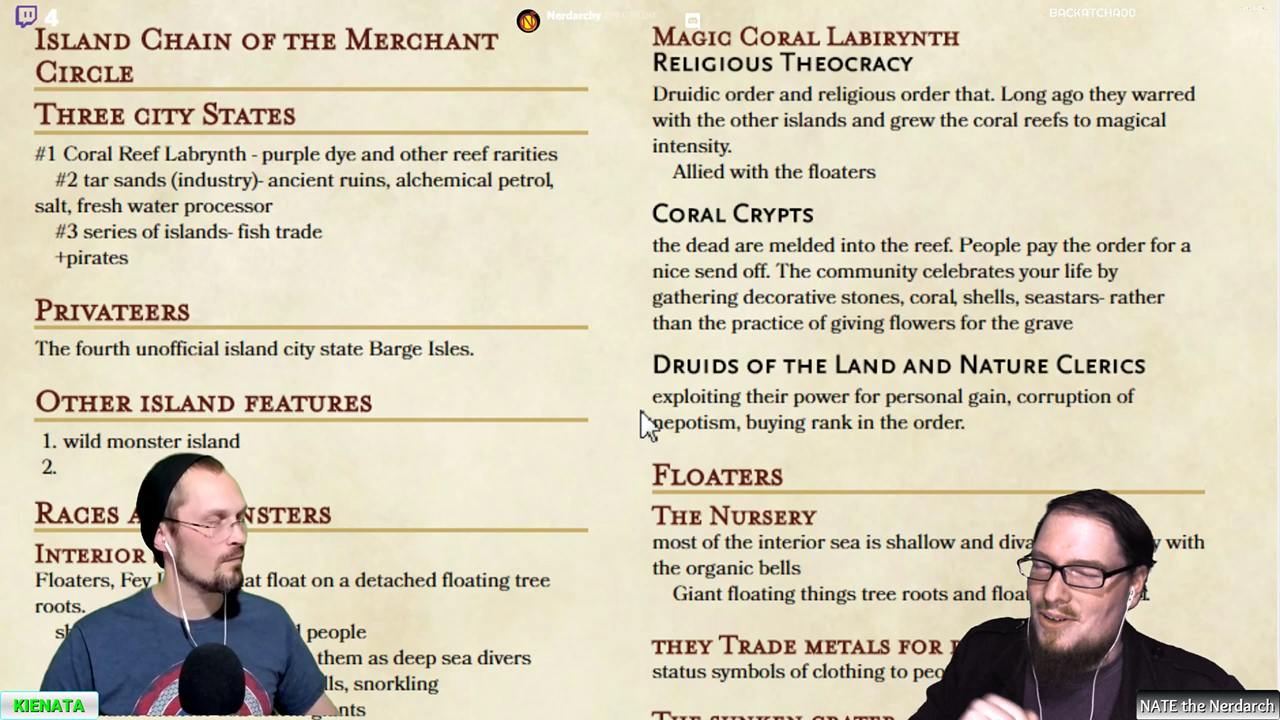 4
Nerdarchy
BACKATCHA00
ISLAND CHAIN OF THE MERCHANT
CIRCLE
THREE CITY STATES
#1 Coral Reef Labrynth - purple dye and other reef rarities
#2 tar sands (industry)- ancient ruins, alchemical petrol,
salt, fresh water processor
#3 series of islands- fish trade
+pirates
PRIVATEERS
The fourth unofficial island city state Barge Isles.
OTHER ISLAND FEATURES
1. wild monster island
2.
RACES
INTERIOR
Floaters, Fey at float on a detached floating tree
roots.
people
them as deep sea divers
snorkling
MAGIC CORAL LABIRYNTH
RELIGIOUS THEOCRACY
Druidic order and religious order that. Long ago they warred
with the other islands and grew the coral reefs to magical
intensity.
Allied with the floaters
CORAL CRYPTS
the dead are melded into the reef. People pay the order for a
nice send off. The community celebrates your life by
gathering decorative stones, coral, shells, seastars- rather
than the practice of giving flowers for the grave
DRUIDS OF THE LAND AND NATURE CLERICS
exploiting their power for personal gain, corruption of
nepotism, buying rank in the order.
FLOATERS
THE NURSERY
most of the interior sea is shallow and with
the organic bells
Giant floating things tree roots and
THEY TRADE METALS FOR
status symbols of clothing to
THE SUNKEN CRATER
KIENATA
NATE the Nerdarch